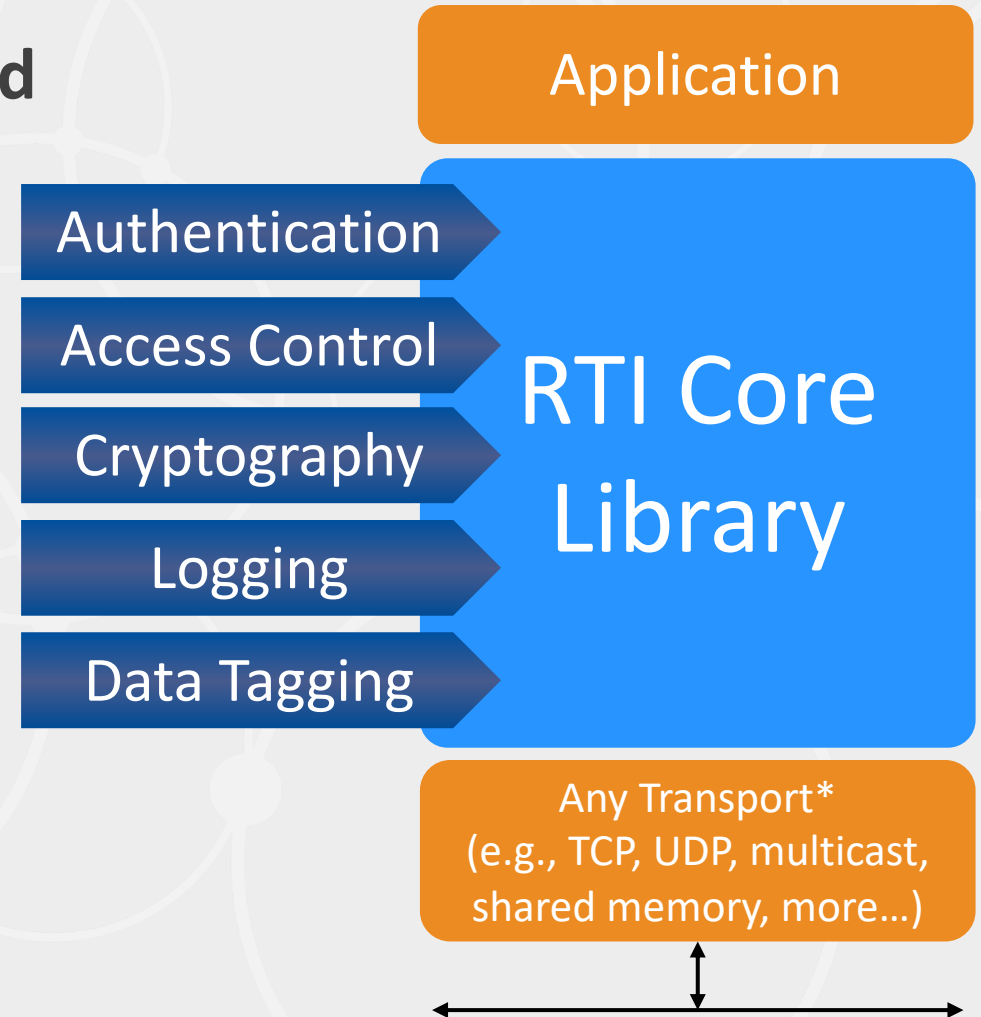 d
Application
Authentication
Access Control
Cryptography
Logging
Data Tagging
RTI Core
Library
Any Transport*
(e.g., TCP, UDP, multicast,
shared memory, more…)